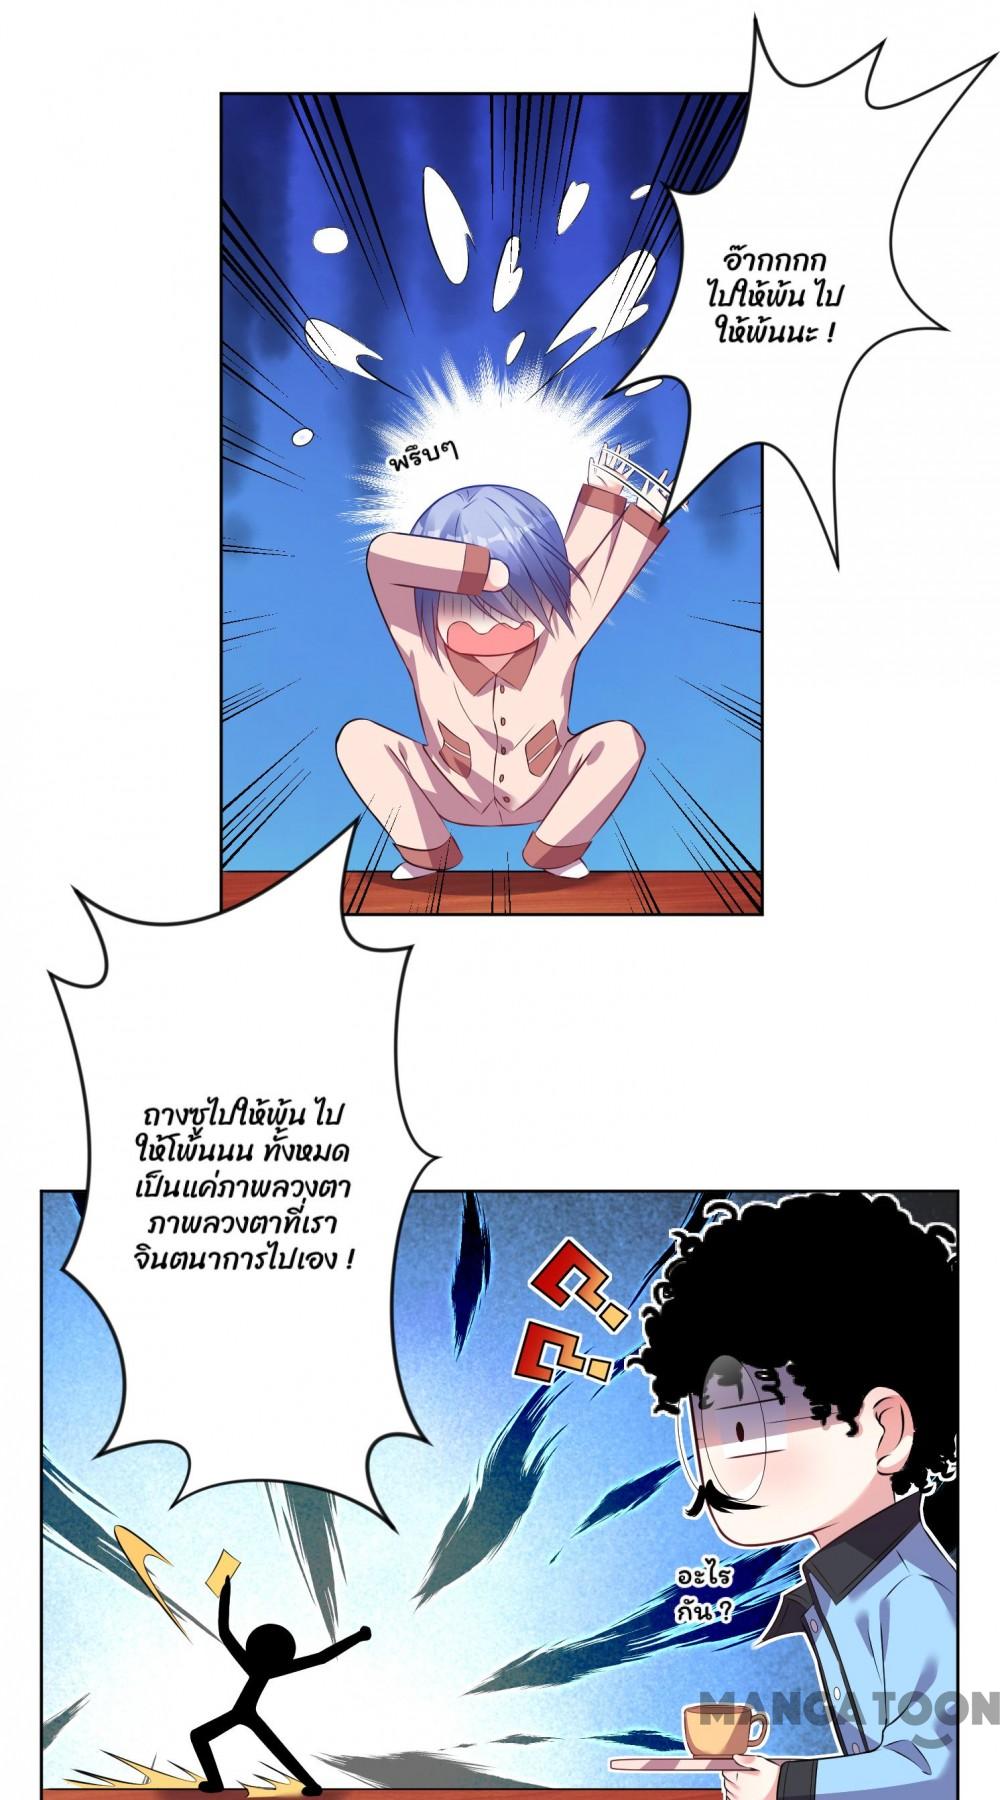 อ๊ากกกก
ไปให้พ้น ไป
ให้พ้นนะ !
พรึบๆ
ถางซูไปให้พ้น ไป
ให้โพ้นนน ทั้งหมด
เป็นแค่ภาพลวงตา
ภาพลวงตาที่เรา
จินตนาการไปเอง !
อะไร
กัน ?
MANGATOON